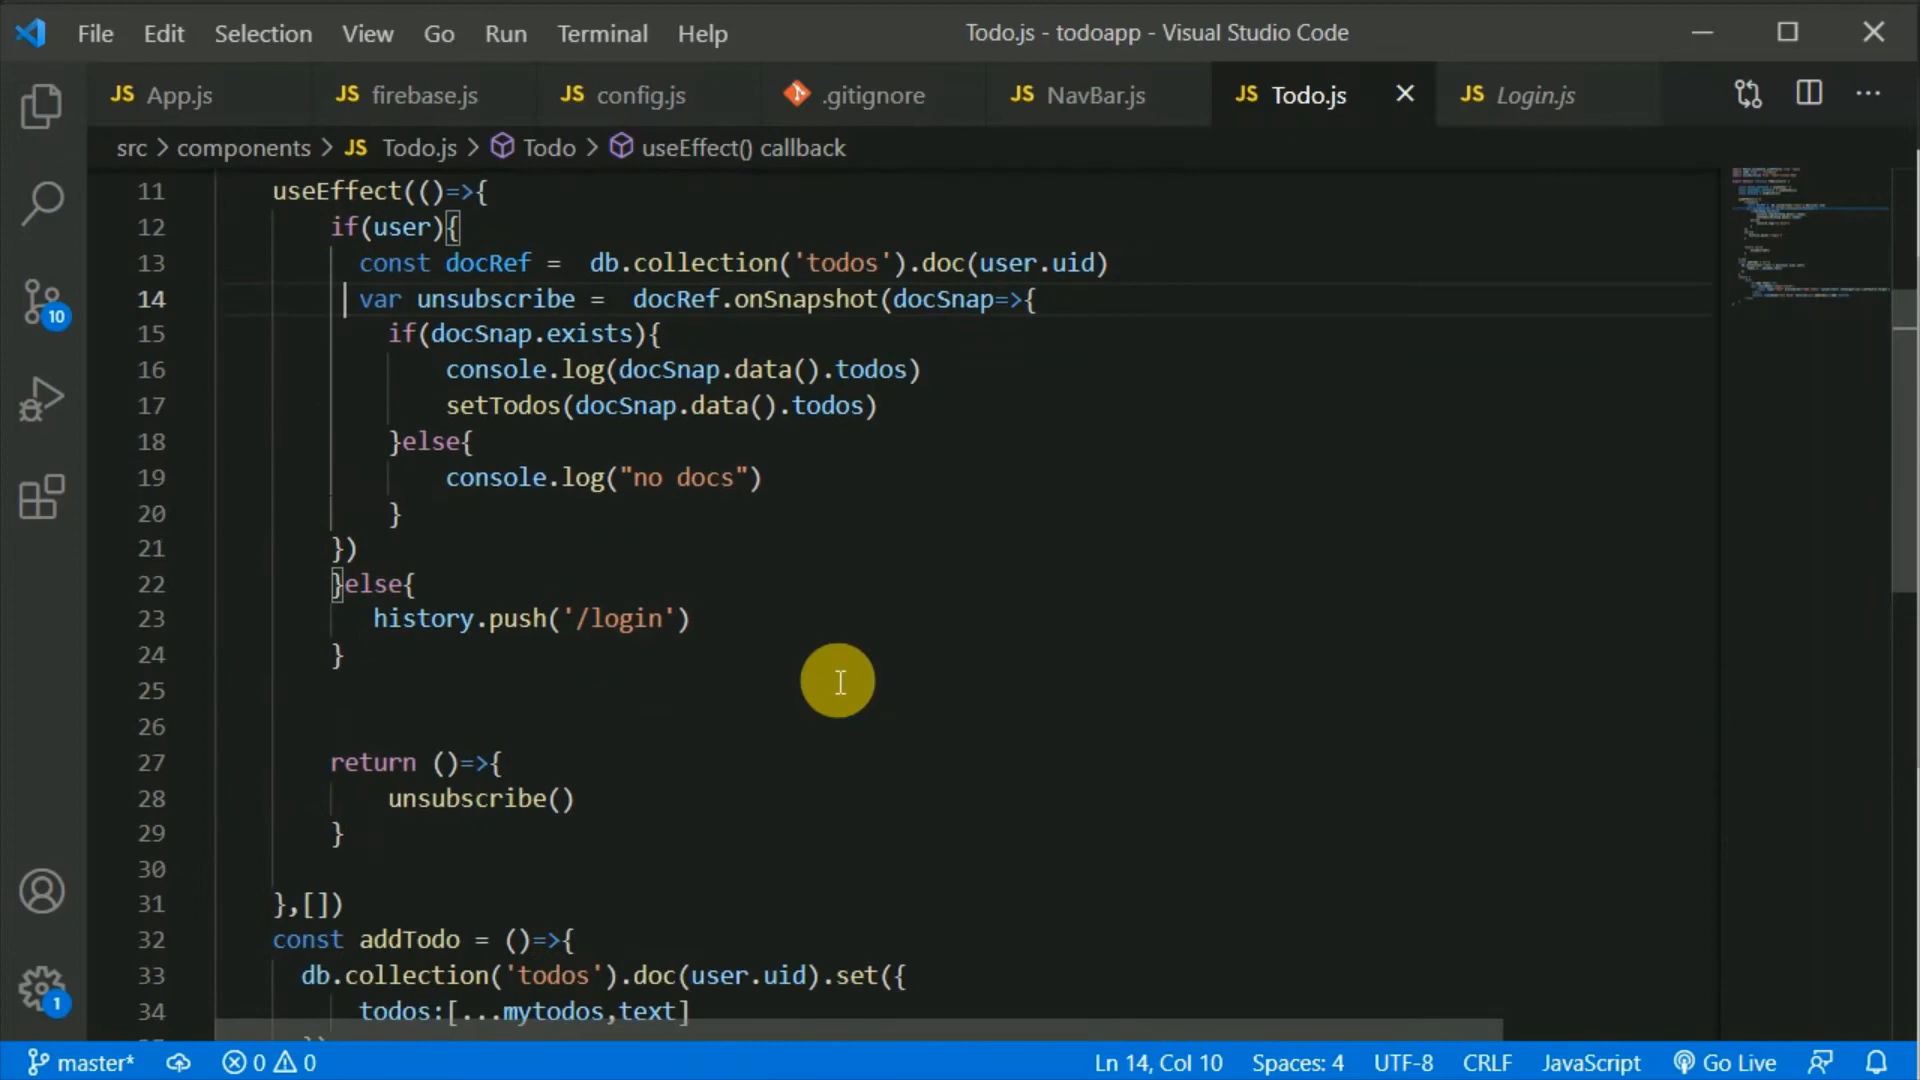 File Edit Selection View Go Run Terminal Help Todo.js - todoapp - Visual Studio Code
JS App.js JS firebase.js JS config.js .gitignore JS NavBar.js JS Todo.js JS Login.js
src > components > JS Todo.js > Todo > useEffect() callback
11 useEffect(()=>{
12 if(user){
13 const docRef = db.collection('todos').doc(user.uid)
14 var unsubscribe = docRef.onSnapshot(docSnap=>{
15 if(docSnap.exists){
16 console.log(docSnap.data().todos)
17 setTodos(docSnap.data().todos)
18 }else{
19 console.log("no docs")
20 }
21 })
22 }else{
23 history.push('/login')
24 }
25
26
27 return ()=>{
28 unsubscribe()
29 }
30
31 },[])
32 const addTodo = ()=>{
33 db.collection('todos').doc(user.uid).set({
34 todos:[...mytodos,text]
10
1
master* 0 0 Ln 14, Col 10 Spaces: 4 UTF-8 CRLF JavaScript Go Live